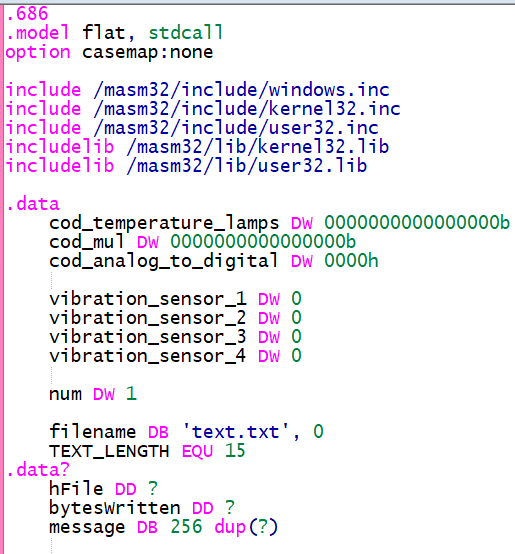 .686
.model flat, stdcall
option casemap:none
include /masm32/include/windows.inc
include /masm32/include/kernel32.inc
include /masm32/include/user32.inc
includelib /masm32/lib/kernel32.lib
includelib /masm32/lib/user32.lib
.data
cod_temperature_lamps DW 0000000000000000b
cod_mul DW 0000000000000000b
cod_analog_to_digital DW 0000h
vibration_sensor_1 DW 0
vibration_sensor_2 DW 0
vibration_sensor_3 DW 0
vibration_sensor_4 DW 0
num DW 1
filename DB 'text.txt', 0
TEXT_LENGTH EQU 15
.data?
hFile DD ?
bytesWritten DD ?
message DB 256 dup(?)